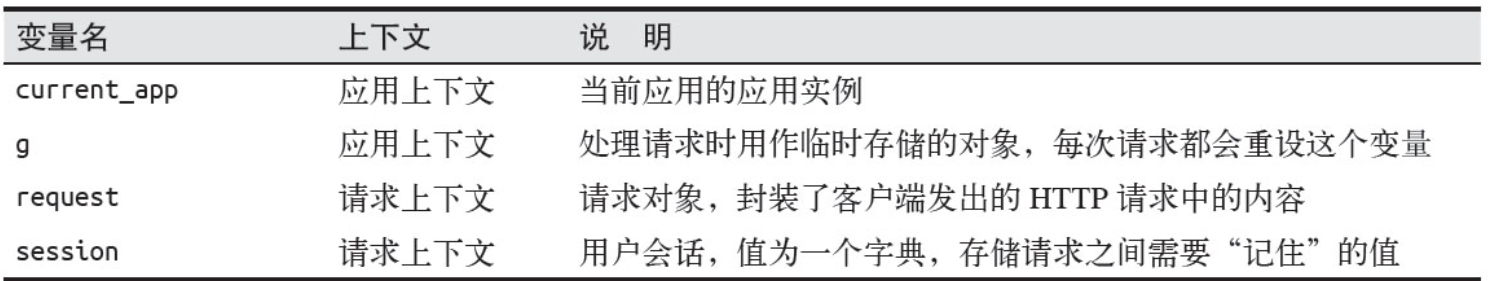 变量名 上下文 说 明
current_app 应用上下文 当前应用的应用实例
g 应用上下文 处理请求时用作临时存储的对象，每次请求都会重设这个变量
request 请求上下文 请求对象，封装了客户端发出的 HTTP 请求中的内容
session 请求上下文 用户会话，值为一个字典，存储请求之间需要“记住”的值